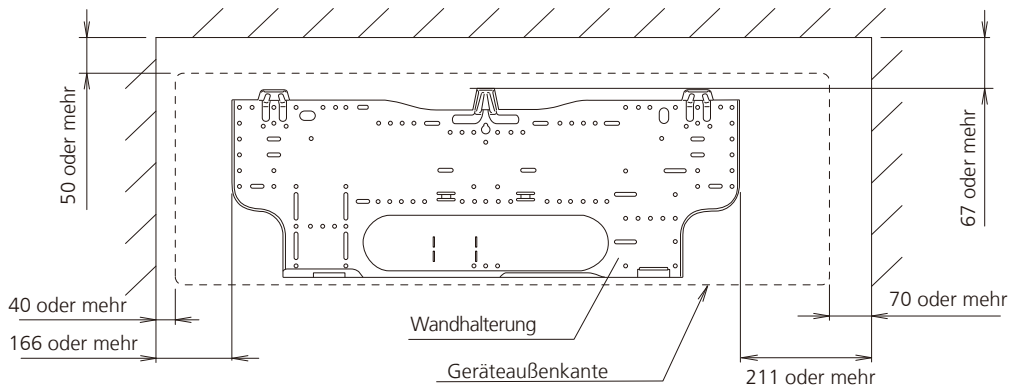 50 oder mehr
67 oder mehr
40 oder mehr
70 oder mehr
166 oder mehr
Wandhalterung
Geräteaußenkante
211 oder mehr